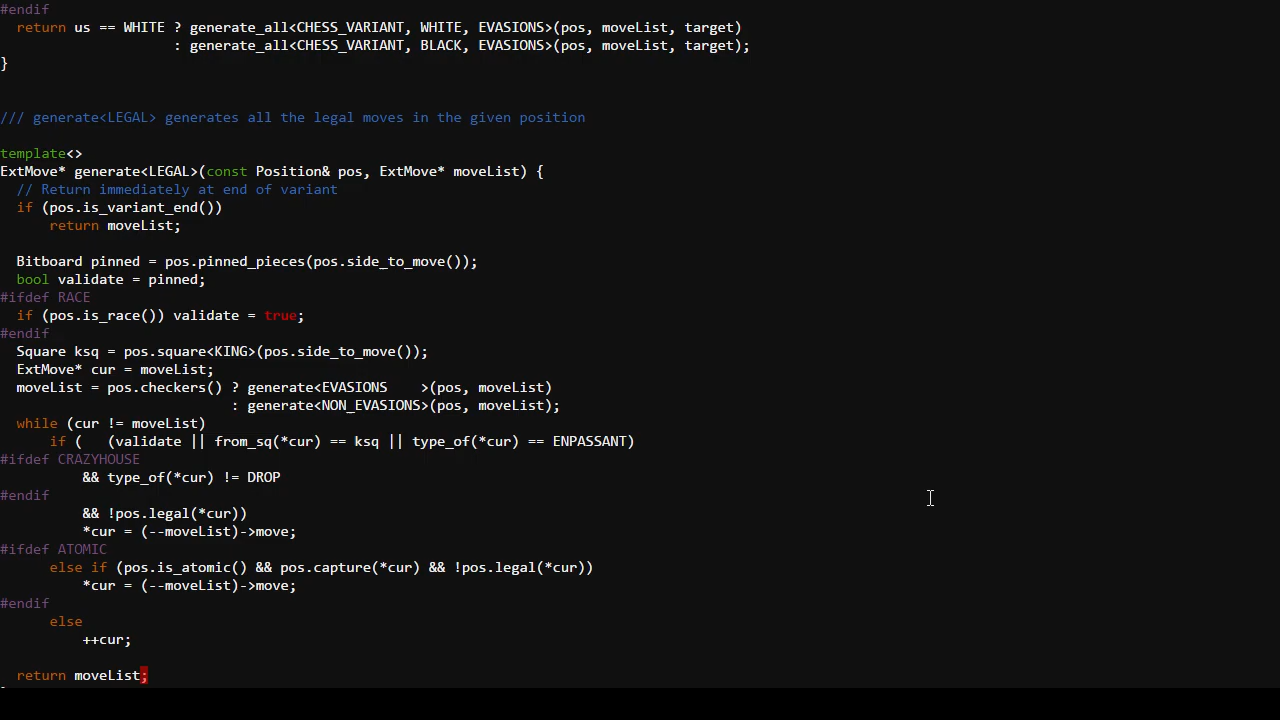 #endif
  return us == WHITE ? generate_all<CHESS_VARIANT, WHITE, EVASIONS>(pos, moveList, target)
                     : generate_all<CHESS_VARIANT, BLACK, EVASIONS>(pos, moveList, target);
}
/// generate<LEGAL> generates all the legal moves in the given position
template<>
ExtMove* generate<LEGAL>(const Position& pos, ExtMove* moveList) {
  // Return immediately at end of variant
  if (pos.is_variant_end())
      return moveList;
  Bitboard pinned = pos.pinned_pieces(pos.side_to_move());
  bool validate = pinned;
#ifdef RACE
  if (pos.is_race()) validate = true;
#endif
  Square ksq = pos.square<KING>(pos.side_to_move());
  ExtMove* cur = moveList;
  moveList = pos.checkers() ? generate<EVASIONS    >(pos, moveList)
                            : generate<NON_EVASIONS>(pos, moveList);
  while (cur != moveList)
      if (   (validate || from_sq(*cur) == ksq || type_of(*cur) == ENPASSANT)
#ifdef CRAZYHOUSE
          && type_of(*cur) != DROP
#endif
          && !pos.legal(*cur))
          *cur = (--moveList)->move;
#ifdef ATOMIC
      else if (pos.is_atomic() && pos.capture(*cur) && !pos.legal(*cur))
          *cur = (--moveList)->move;
#endif
      else
          ++cur;
  return moveList;